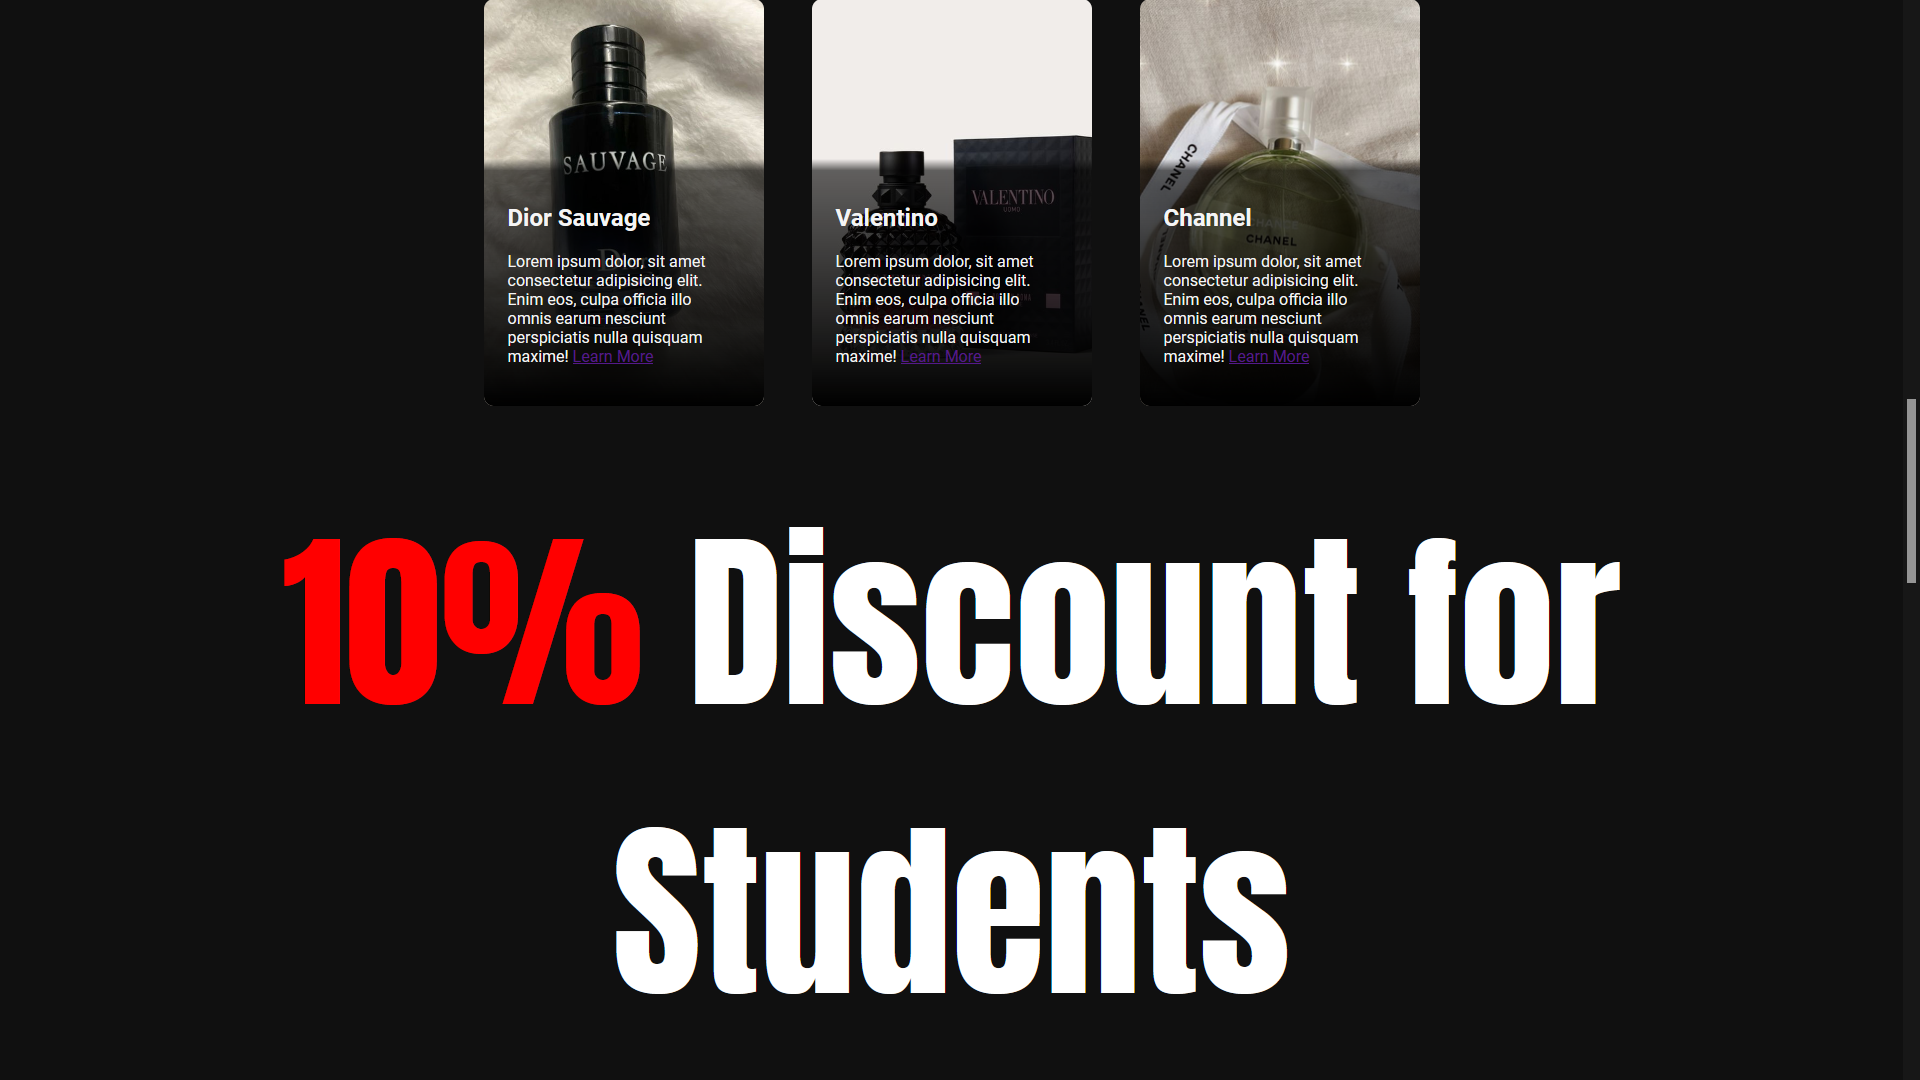 SAUVAGE
VALENTINO
UOMO
CHANEL
Dior Sauvage
Valentino
Channel
CHANEL
Lorem ipsum dolor, sit amet
consectetur adipisicing elit.
Enim eos, culpa officia illo
omnis earum nesciunt
perspiciatis nulla quisquam
maxime! Learn More
Lorem ipsum dolor, sit amet
consectetur adipisicing elit.
Enim eos, culpa officia illo
omnis earum nesciunt
perspiciatis nulla quisquam
maxime! Learn More
Lorem ipsum dolor, sit amet
consectetur adipisicing elit.
Enim eos, culpa officia illo
omnis earum nesciunt
perspiciatis nulla quisquam
maxime! Learn More
10% Discount for
Students